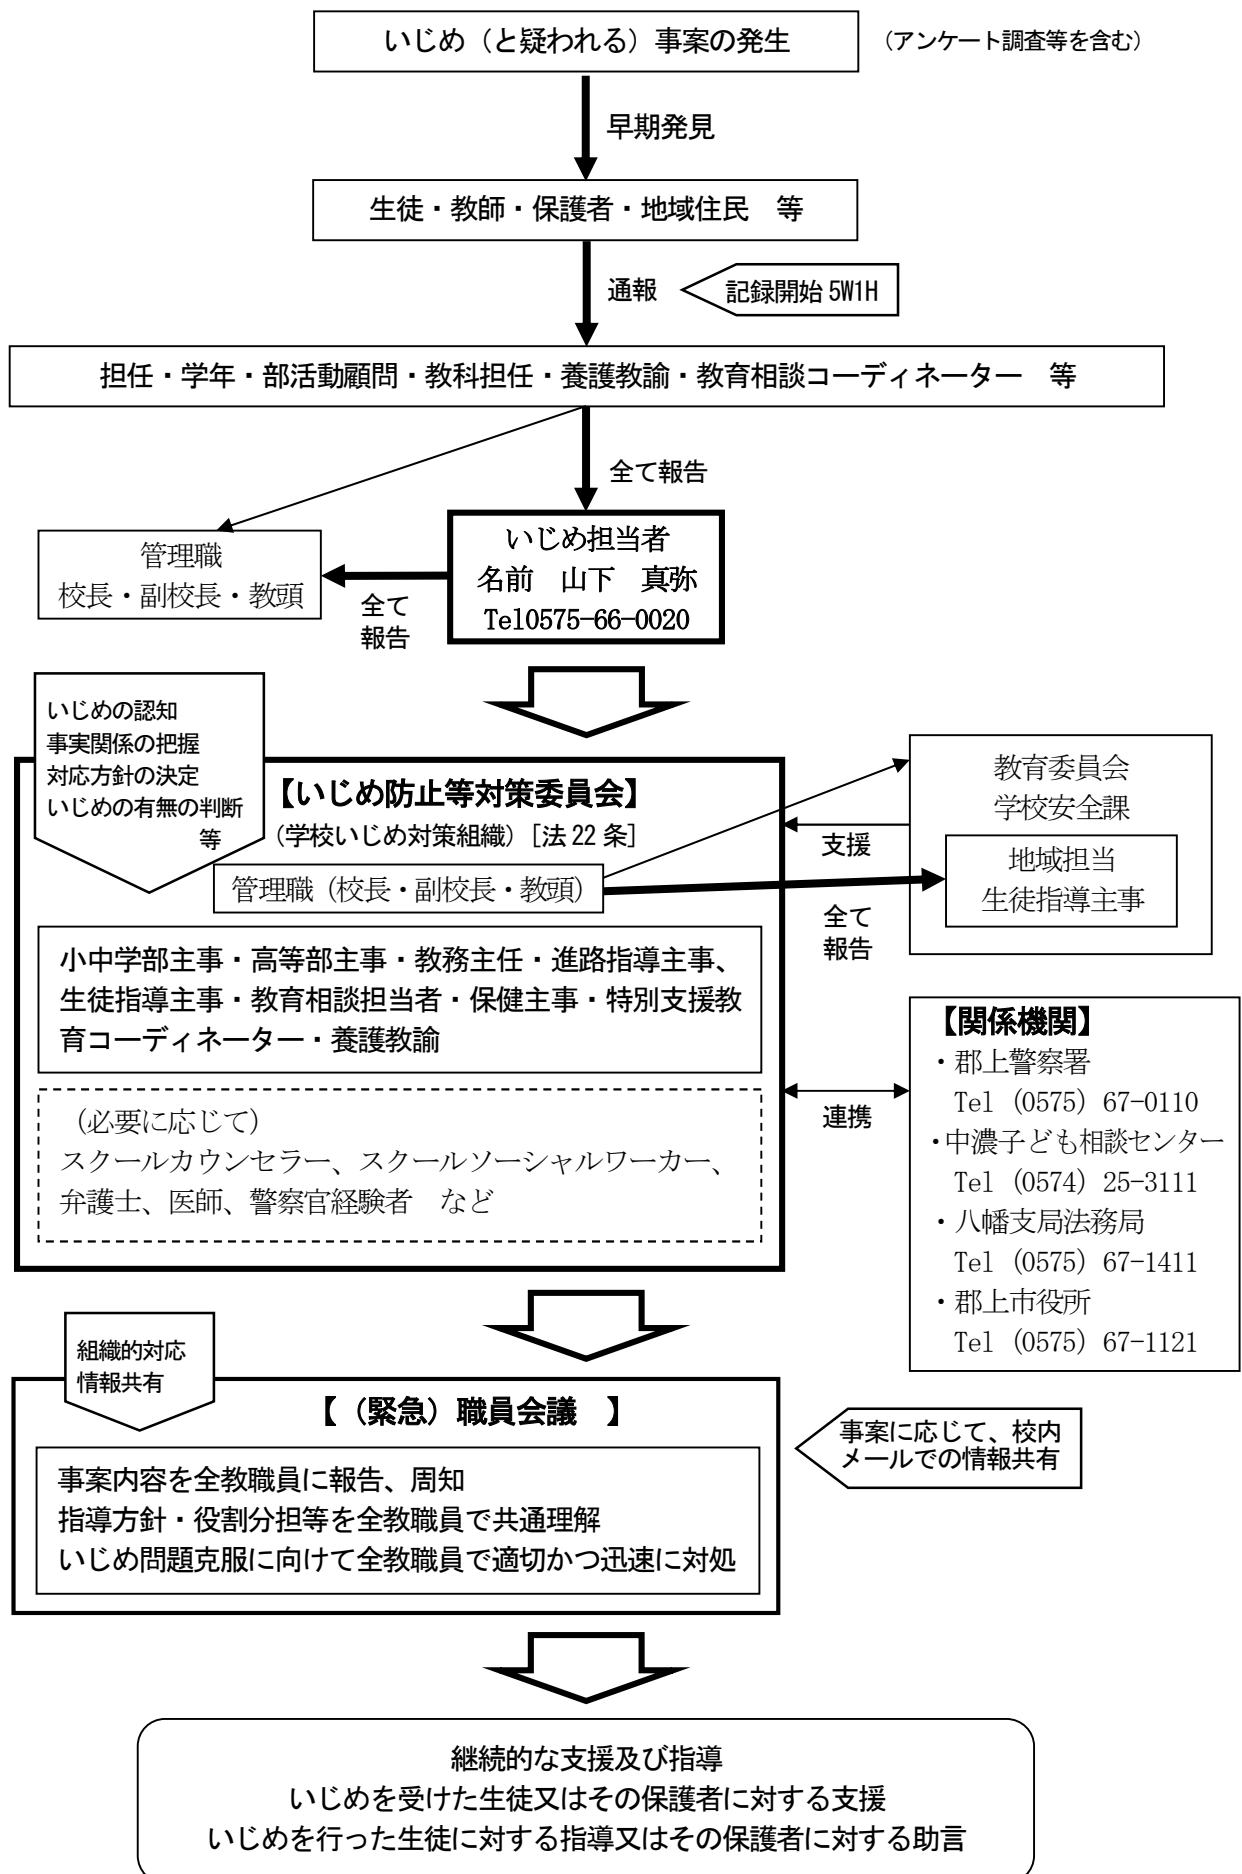 いじめ（と疑われる）事案の発生
（アンケート調査等を含む）
早期発見
生徒・教師・保護者・地域住民　等
通報
記録開始 5W1H
担任・学年・部活動顧問・教科担任・養護教諭・教育相談コーディネーター　等
全て報告
管理職
校長・副校長・教頭
全て
報告
いじめ担当者
名前　山下　真弥
Tel0575-66-0020
いじめの認知
事実関係の把握
対応方針の決定
いじめの有無の判断
等
【いじめ防止等対策委員会】
（学校いじめ対策組織）［法 22 条］
管理職（校長・副校長・教頭）
小中学部主事・高等部主事・教務主任・進路指導主事、
生徒指導主事・教育相談担当者・保健主事・特別支援教
育コーディネーター・養護教諭
（必要に応じて）
スクールカウンセラー、スクールソーシャルワーカー、
弁護士、医師、警察官経験者　など
支援
全て
報告
教育委員会
学校安全課
地域担当
生徒指導主事
連携
【関係機関】
・郡上警察署
Tel（0575）67-0110
・中濃子ども相談センター
Tel（0574）25-3111
・八幡支局法務局
Tel（0575）67-1411
・郡上市役所
Tel（0575）67-1121
組織的対応
情報共有
【（緊急）職員会議　】
事案内容を全教職員に報告、周知
指導方針・役割分担等を全教職員で共通理解
いじめ問題克服に向けて全教職員で適切かつ迅速に対処
事案に応じて、校内
メールでの情報共有
継続的な支援及び指導
いじめを受けた生徒又はその保護者に対する支援
いじめを行った生徒に対する指導又はその保護者に対する助言